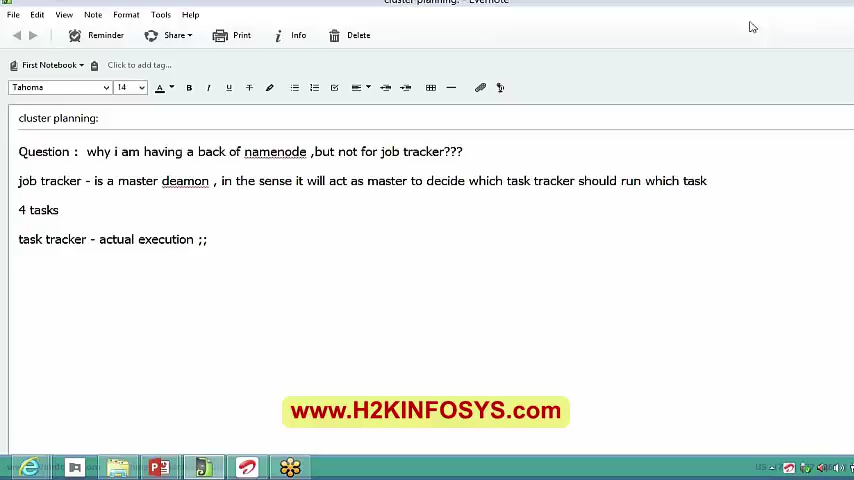 cluster planning. - Evernote
File Edit View Note Format Tools Help
Reminder Share Print Info Delete
First Notebook Click to add tag...
Tahoma 14 A B I U T
cluster planning:
Question : why i am having a back of namenode ,but not for job tracker???
job tracker - is a master deamon , in the sense it will act as master to decide which task tracker should run which task
4 tasks
task tracker - actual execution ;;
www.H2KINFOSYS.com
US